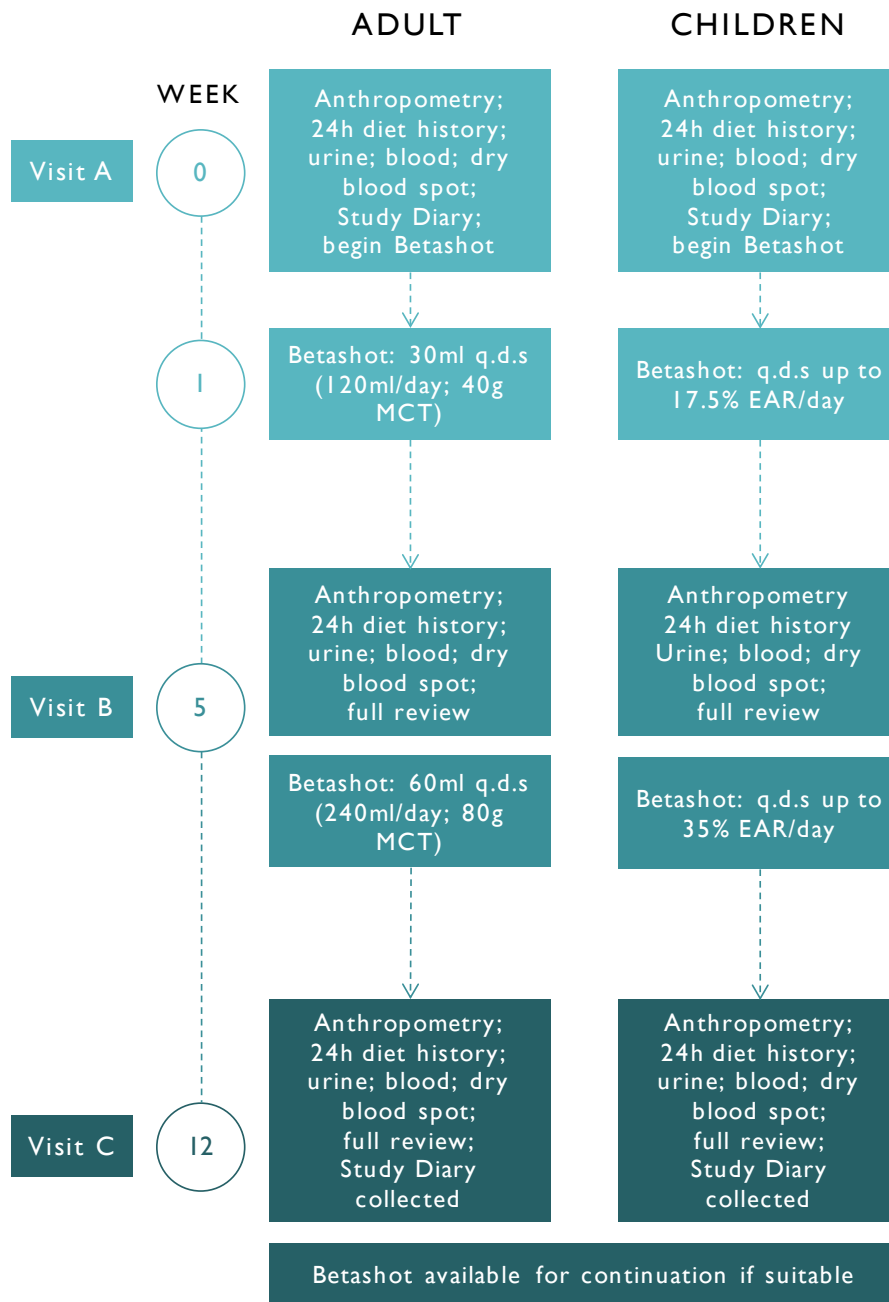 ADULT
CHILDREN
WEEK
Visit A
0
Anthropometry;
24h diet history;
urine; blood; dry
blood spot;
Study Diary;
begin Betashot
Anthropometry;
24h diet history;
urine; blood; dry
blood spot;
Study Diary;
begin Betashot
1
Betashot: 30ml q.d.s
(120ml/day; 40g
MCT)
Betashot: q.d.s up to
17.5% EAR/day
Visit B
5
Anthropometry;
24h diet history;
urine; blood; dry
blood spot;
full review
Anthropometry
24h diet history
Urine; blood; dry
blood spot;
full review
Betashot: 60ml q.d.s
(240ml/day; 80g
MCT)
Betashot: q.d.s up to
35% EAR/day
Visit C
12
Anthropometry;
24h diet history;
urine; blood; dry
blood spot;
full review;
Study Diary
collected
Anthropometry;
24h diet history;
urine; blood; dry
blood spot;
full review;
Study Diary
collected
Betashot available for continuation if suitable